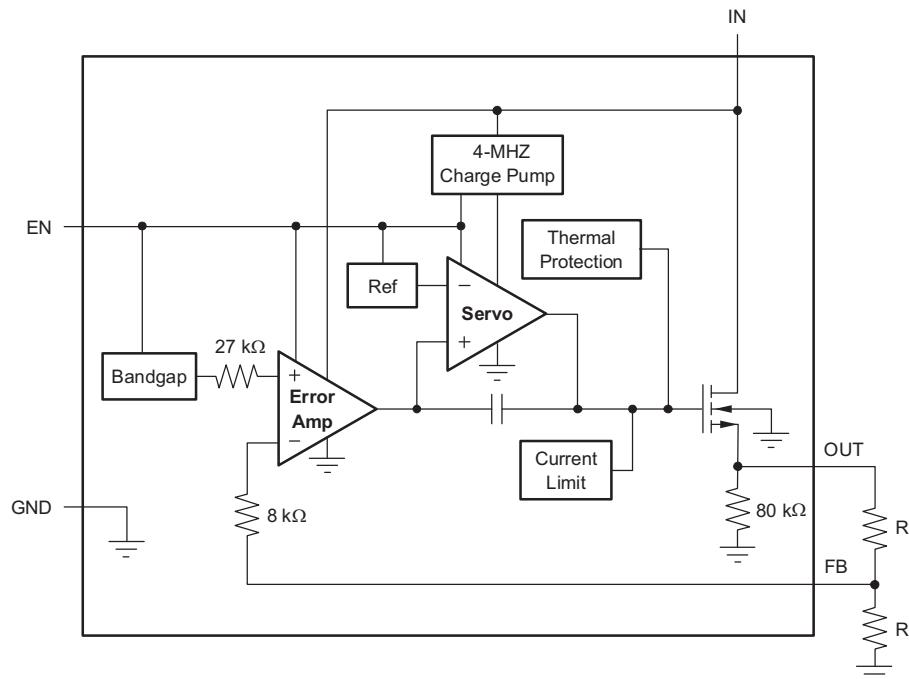 IN
4-MHZ
Charge Pump
EN
Thermal
Protection
Ref
−
Servo
+
27 kΩ
Bandgap
+
Error
Amp
−
Current
Limit
OUT
GND
8 kΩ
80 kΩ
R
FB
R